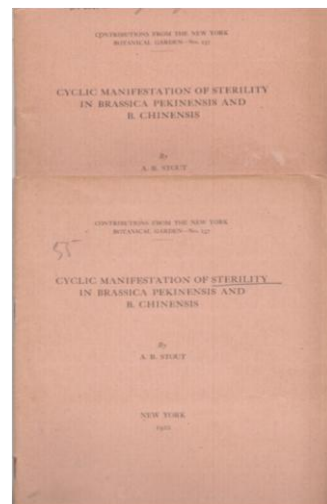 CONTRIBUTIONS FROM THE NEW YORK
BOTANICAL GARDEN—No.
CYCLIC MANIFESTATION OF STERILITY
IN BRASSICA PEKINENSIS AND
B. CHINENSIS
By
A. B. STOUT
CONTRIBUTIONS FROM THE NEW YORK
BOTANICAL GARDEN—No.
55
CYCLIC MANIFESTATION OF STERILITY
IN BRASSICA PEKINENSIS AND
B. CHINENSIS
By
A. B. STOUT
NEW YORK
1922